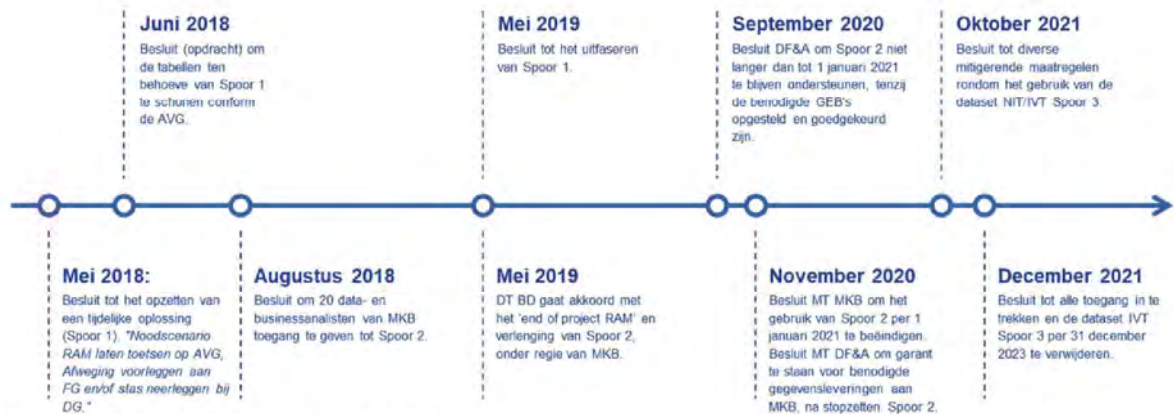 Juni 2018
Besluit (opdracht) om
de tabellen ten
behoeve van Spoor 1
te schonen conform
de AVG.
Mei 2019
Besluit tot het uitfaseren
van Spoor 1.
September 2020
Besluit DF&A om Spoor 2 niet
langer dan tot 1 januari 2021
te blijven ondersteunen, tenzij
de benodigde GEB's
opgesteld en goedgekeurd
zijn.
Oktober 2021
Besluit tot diverse
mitigerende maatregelen
rondom het gebruik van de
dataset NIT/IVT Spoor 3.
Mei 2018:
Besluit tot het opzetten van
een tijdelijke oplossing
(Spoor 1). "Noodscenario
RAM laten toetsen op AVG,
Afweging voorleggen aan
FG en/of stas neerleggen bij
DG."
Augustus 2018
Besluit om 20 data- en
businessanalisten van MKB
toegang te geven tot Spoor 2.
Mei 2019
DT BD gaat akkoord met
het 'end of project RAM' en
verlenging van Spoor 2,
onder regie van MKB.
November 2020
Besluit MT MKB om het
gebruik van Spoor 2 per 1
januari 2021 te beëindigen.
Besluit MT DF&A om garant
te staan voor benodigde
gegevensleveringen aan
MKB, na stopzetten Spoor 2.
December 2021
Besluit tot alle toegang in te
trekken en de dataset IVT
Spoor 3 per 31 december
2023 te verwijderen.